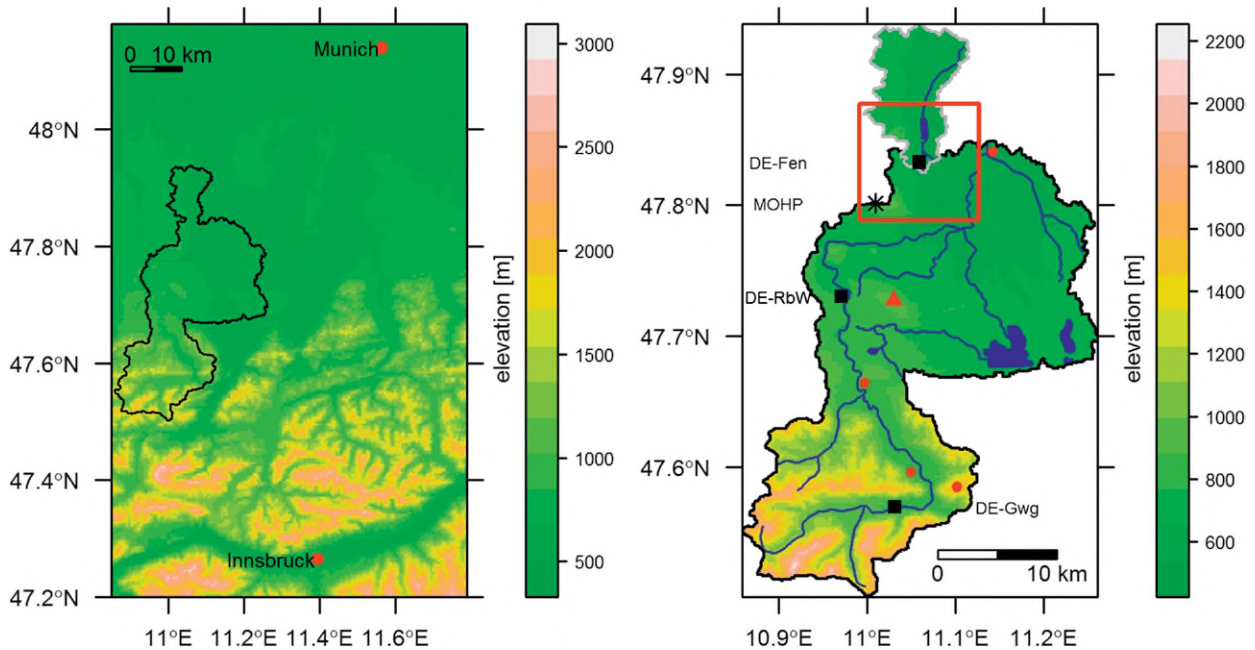 0 10 km
Munich
Innsbruck
48°N
47.8°N
47.6°N
47.4°N
47.2°N
11°E
11.2°E
11.4°E
11.6°E
3000
2500
2000
1500
1000
500
elevation [m]
47.9°N
47.8°N
47.7°N
47.6°N
DE-Fen
MOHP
DE-RbW
DE-Gwg
0 10 km
10.9°E
11°E
11.1°E
11.2°E
2200
2000
1800
1600
1400
1200
1000
800
600
elevation [m]